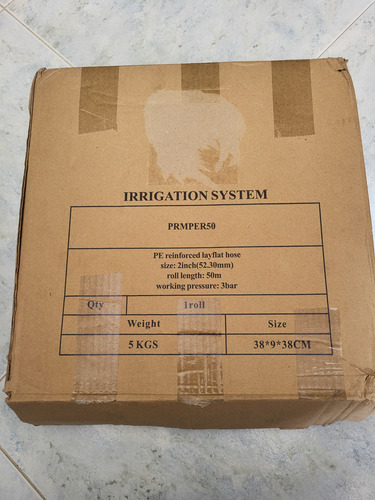 IRRIGATION SYSTEM
PRMPER50
PE reinforced layflat hose
size: 2inch(52.30mm)
roll length: 50m
working pressure: 3bar
Qty 1roll
Weight Size
5 KGS 38*9*38CM